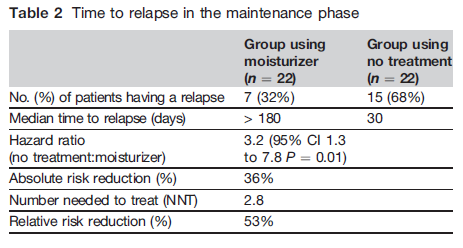 Table 2 Time to relapse in the maintenance phase
Group using moisturizer (n = 22) Group using no treatment (n = 22)
No. (%) of patients having a relapse 7 (32%) 15 (68%)
Median time to relapse (days) > 180 30
Hazard ratio (no treatment:moisturizer) 3.2 (95% CI 1.3 to 7.8 P = 0.01)
Absolute risk reduction (%) 36%
Number needed to treat (NNT) 2.8
Relative risk reduction (%) 53%